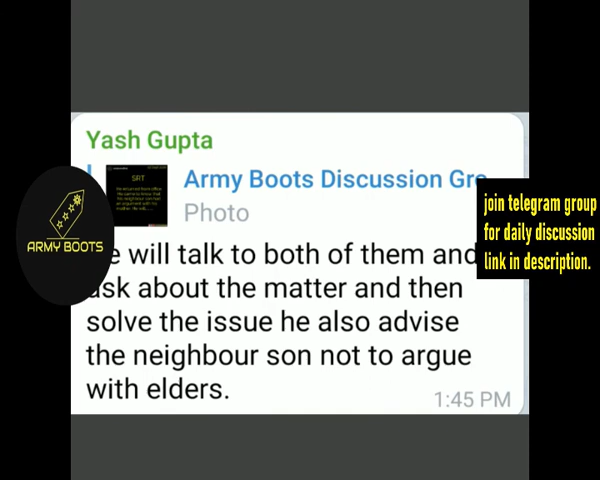 Yash Gupta
SRT
Army Boots Discussion Gro
Photo
will talk to both of them and
ask about the matter and then
solve the issue he also advise
the neighbour son not to argue
with elders.
1:45 PM
ARMY BOOTS
join telegram group
for daily discussion
link in description.